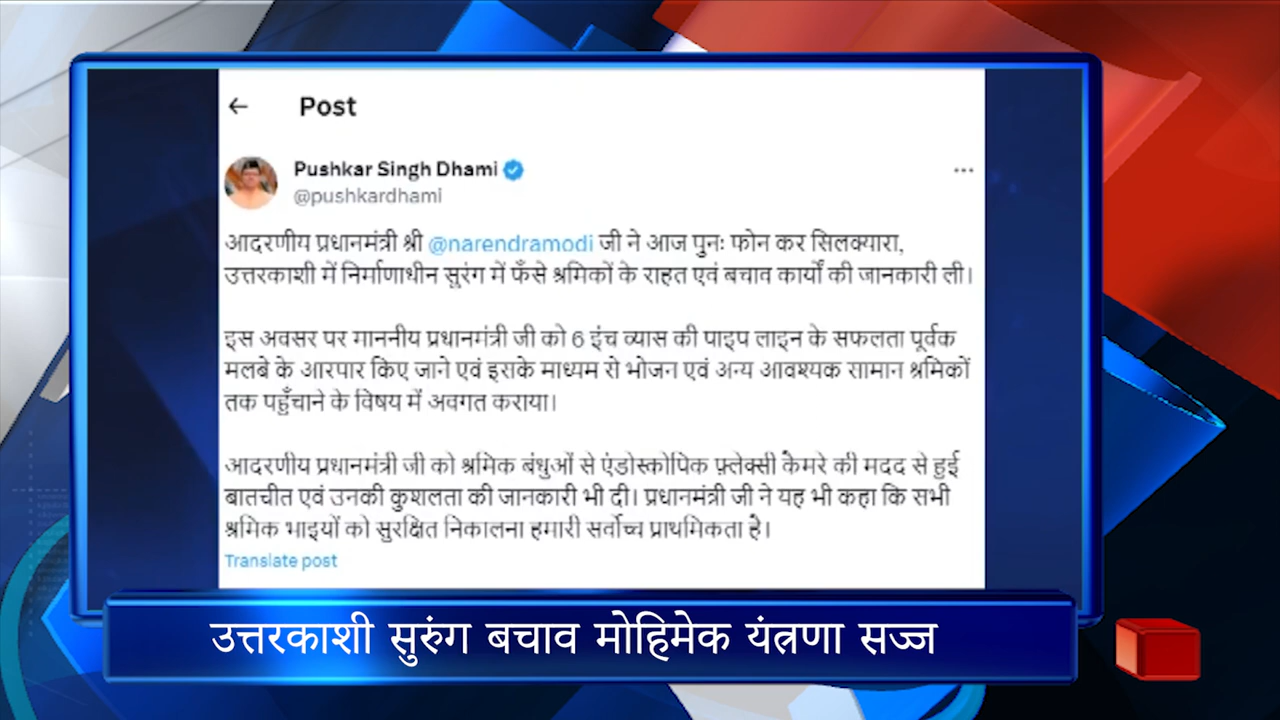 Post
Pushkar Singh Dhami
@pushkardhami
आदरणीय प्रधानमंत्री श्री @narendramodi जी ने आज पुनः फोन कर सिलक्यारा,
उत्तरकाशी में निर्माणाधीन सुरंग में फँसे श्रमिकों के राहत एवं बचाव कार्यों की जानकारी ली।
इस अवसर पर माननीय प्रधानमंत्री जी को 6 इंच व्यास की पाइप लाइन के सफलता पूर्वक
मलबे के आरपार किए जाने एवं इसके माध्यम से भोजन एवं अन्य आवश्यक सामान श्रमिकों
तक पहुँचाने के विषय में अवगत कराया।
आदरणीय प्रधानमंत्री जी को श्रमिक बंधुओं से एंडोस्कोपिक फ़्लेक्सी कैमरे की मदद से हुई
बातचीत एवं उनकी कुशलता की जानकारी भी दी। प्रधानमंत्री जी ने यह भी कहा कि सभी
श्रमिक भाइयों को सुरक्षित निकालना हमारी सर्वोच्च प्राथमिकता है।
Translate post
उत्तरकाशी सुरुंग बचाव मोहिमेक यंत्रणा सज्ज